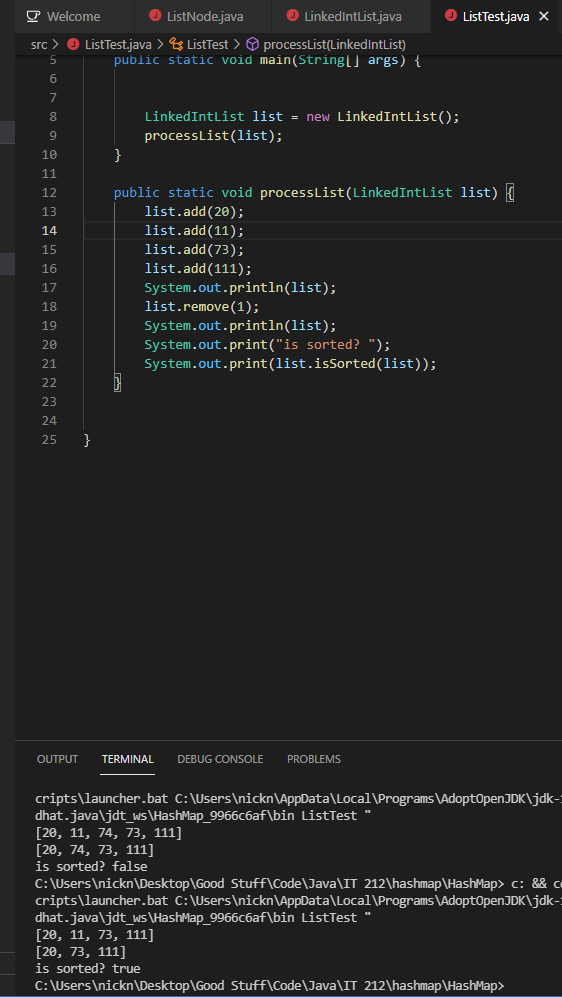 Welcome ListNode.java LinkedIntList.java ListTest.java
src > ListTest.java > ListTest > processList(LinkedIntList)
5 public static void main(String[] args) {
6
7
8 LinkedIntList list = new LinkedIntList();
9 processList(list);
10 }
11
12 public static void processList(LinkedIntList list) {
13 list.add(20);
14 list.add(11);
15 list.add(73);
16 list.add(111);
17 System.out.println(list);
18 list.remove(1);
19 System.out.println(list);
20 System.out.print("is sorted? ");
21 System.out.print(list.isSorted(list));
22 }
23
24
25 }
OUTPUT TERMINAL DEBUG CONSOLE PROBLEMS
cripts\launcher.bat C:\Users\nickn\AppData\Local\Programs\AdoptOpenJDK\jdk-
dhat.java\jdt_ws\HashMap_9966c6af\bin ListTest "
[20, 11, 74, 73, 111]
[20, 74, 73, 111]
is sorted? false
C:\Users\nickn\Desktop\Good Stuff\Code\Java\IT 212\hashmap\HashMap> c: && c
cripts\launcher.bat C:\Users\nickn\AppData\Local\Programs\AdoptOpenJDK\jdk-
dhat.java\jdt_ws\HashMap_9966c6af\bin ListTest "
[20, 11, 73, 111]
[20, 73, 111]
is sorted? true
C:\Users\nickn\Desktop\Good Stuff\Code\Java\IT 212\hashmap\HashMap>